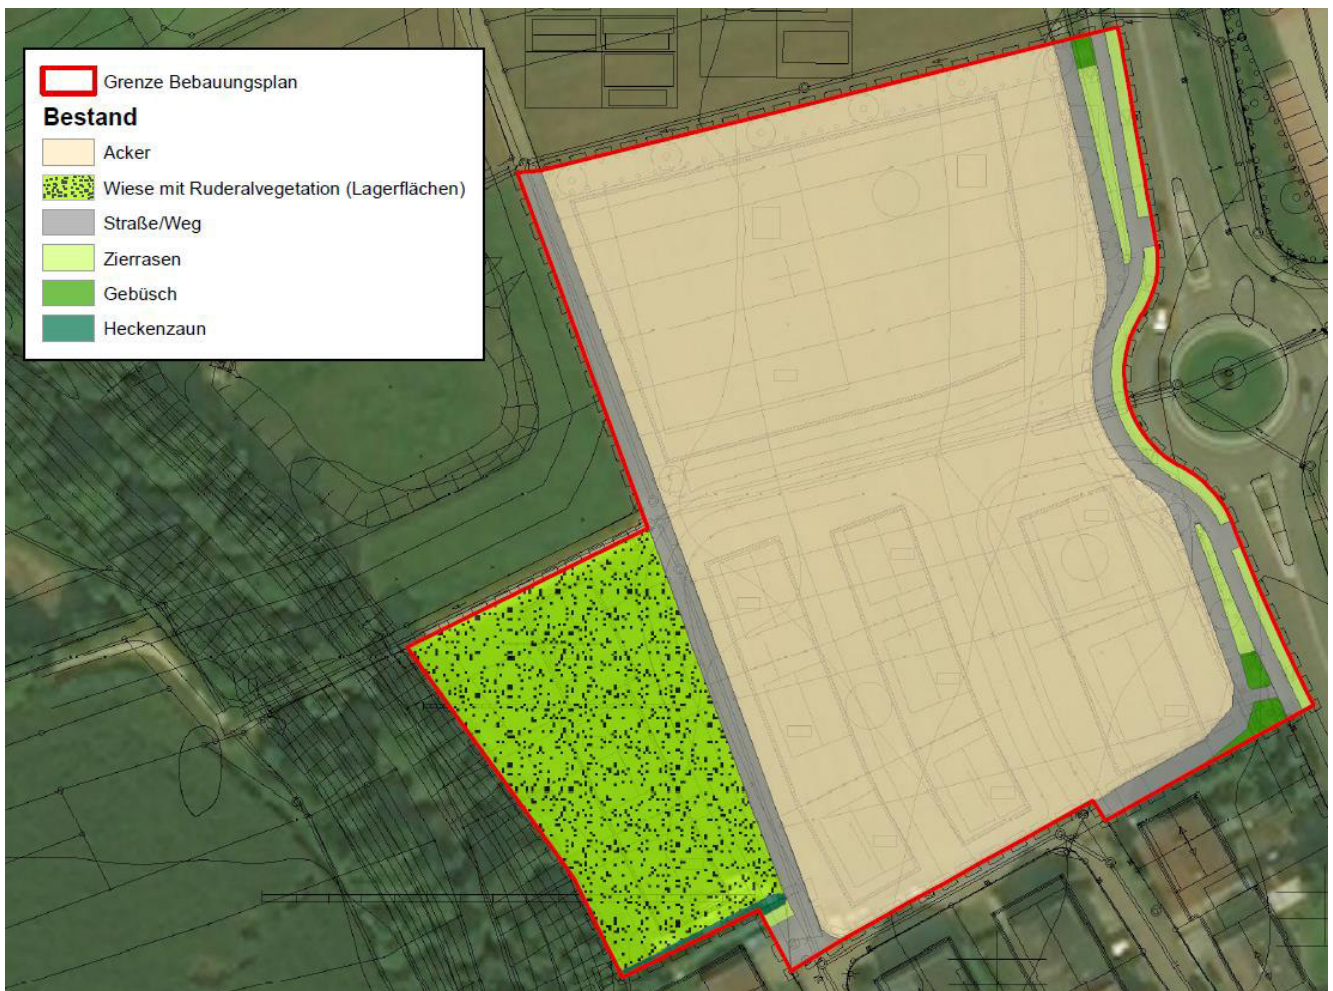 Grenze Bebauungsplan
Bestand
Acker
Wiese mit Ruderalvegetation (Lagerflächen)
Straße/Weg
Zierrasen
Gebüsch
Heckenzaun